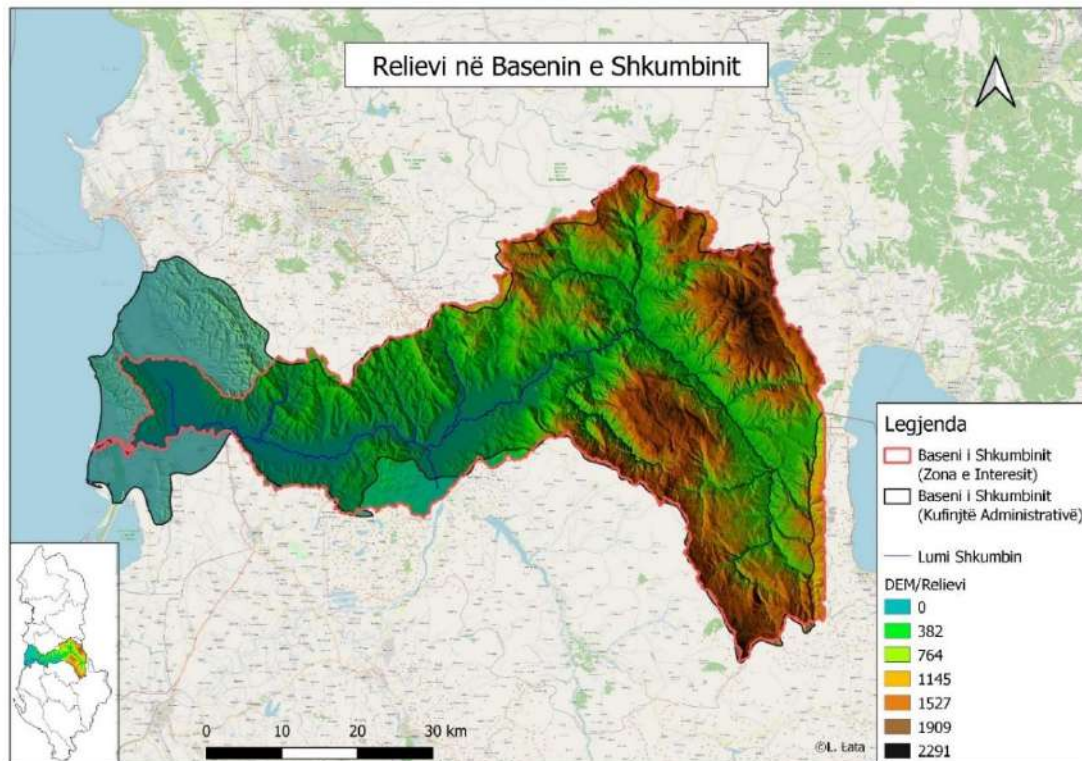 Relievi në Basenin e Shkumbinit
Legjenda
Baseni i Shkumbinit
(Zona e Interesit)
Baseni i Shkumbinit
(Kufinjtë Administrativë)
Lumi Shkumbin
DEM/Relievi
0
382
764
1145
1527
1909
2291
0 10 20 30 km
©L. Lata